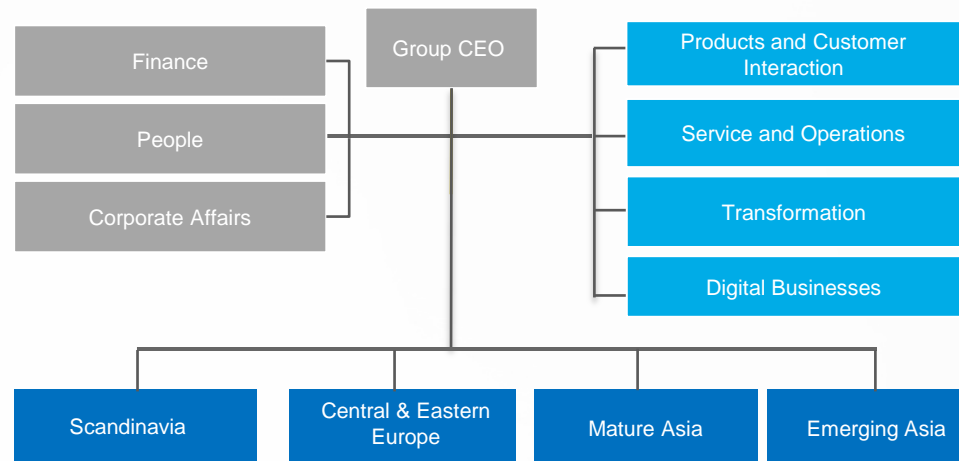 Group CEO
Finance
People
Corporate Affairs
Products and Customer
Interaction
Service and Operations
Transformation
Digital Businesses
Scandinavia
Central & Eastern
Europe
Mature Asia
Emerging Asia